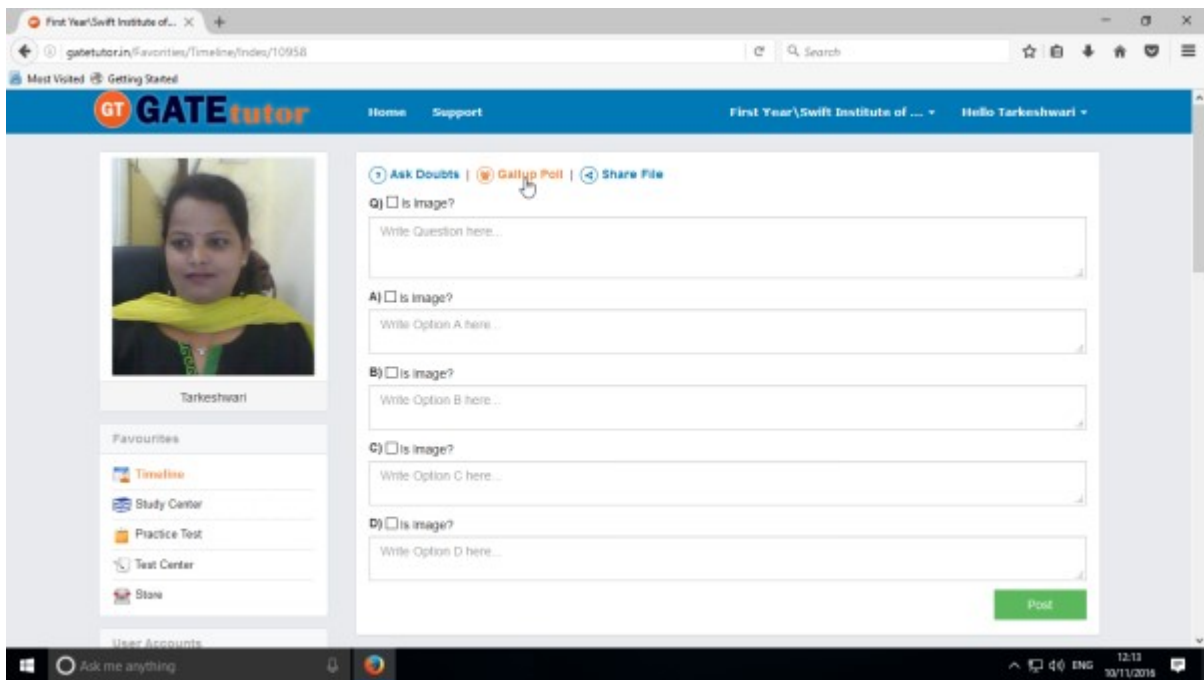 First Year\Swift Institute of...
gatetutor.in/Favorities/Timeline/Index/10958
Search
Most Visited Getting Started
GT GATEtutor Home Support First Year\Swift Institute of .... Hello Tarkeshwari
Ask Doubts | Gallup Poll | Share File
Q) Is Image?
Write Question here...
A) Is Image?
Write Option A here...
B) Is Image?
Write Option B here...
C) Is Image?
Write Option C here...
D) Is Image?
Write Option D here...
Post
Tarkeshwari
Favourites
Timeline
Study Center
Practice Test
Test Center
Store
User Accounts
Ask me anything
ENG
12:13
10/11/2016